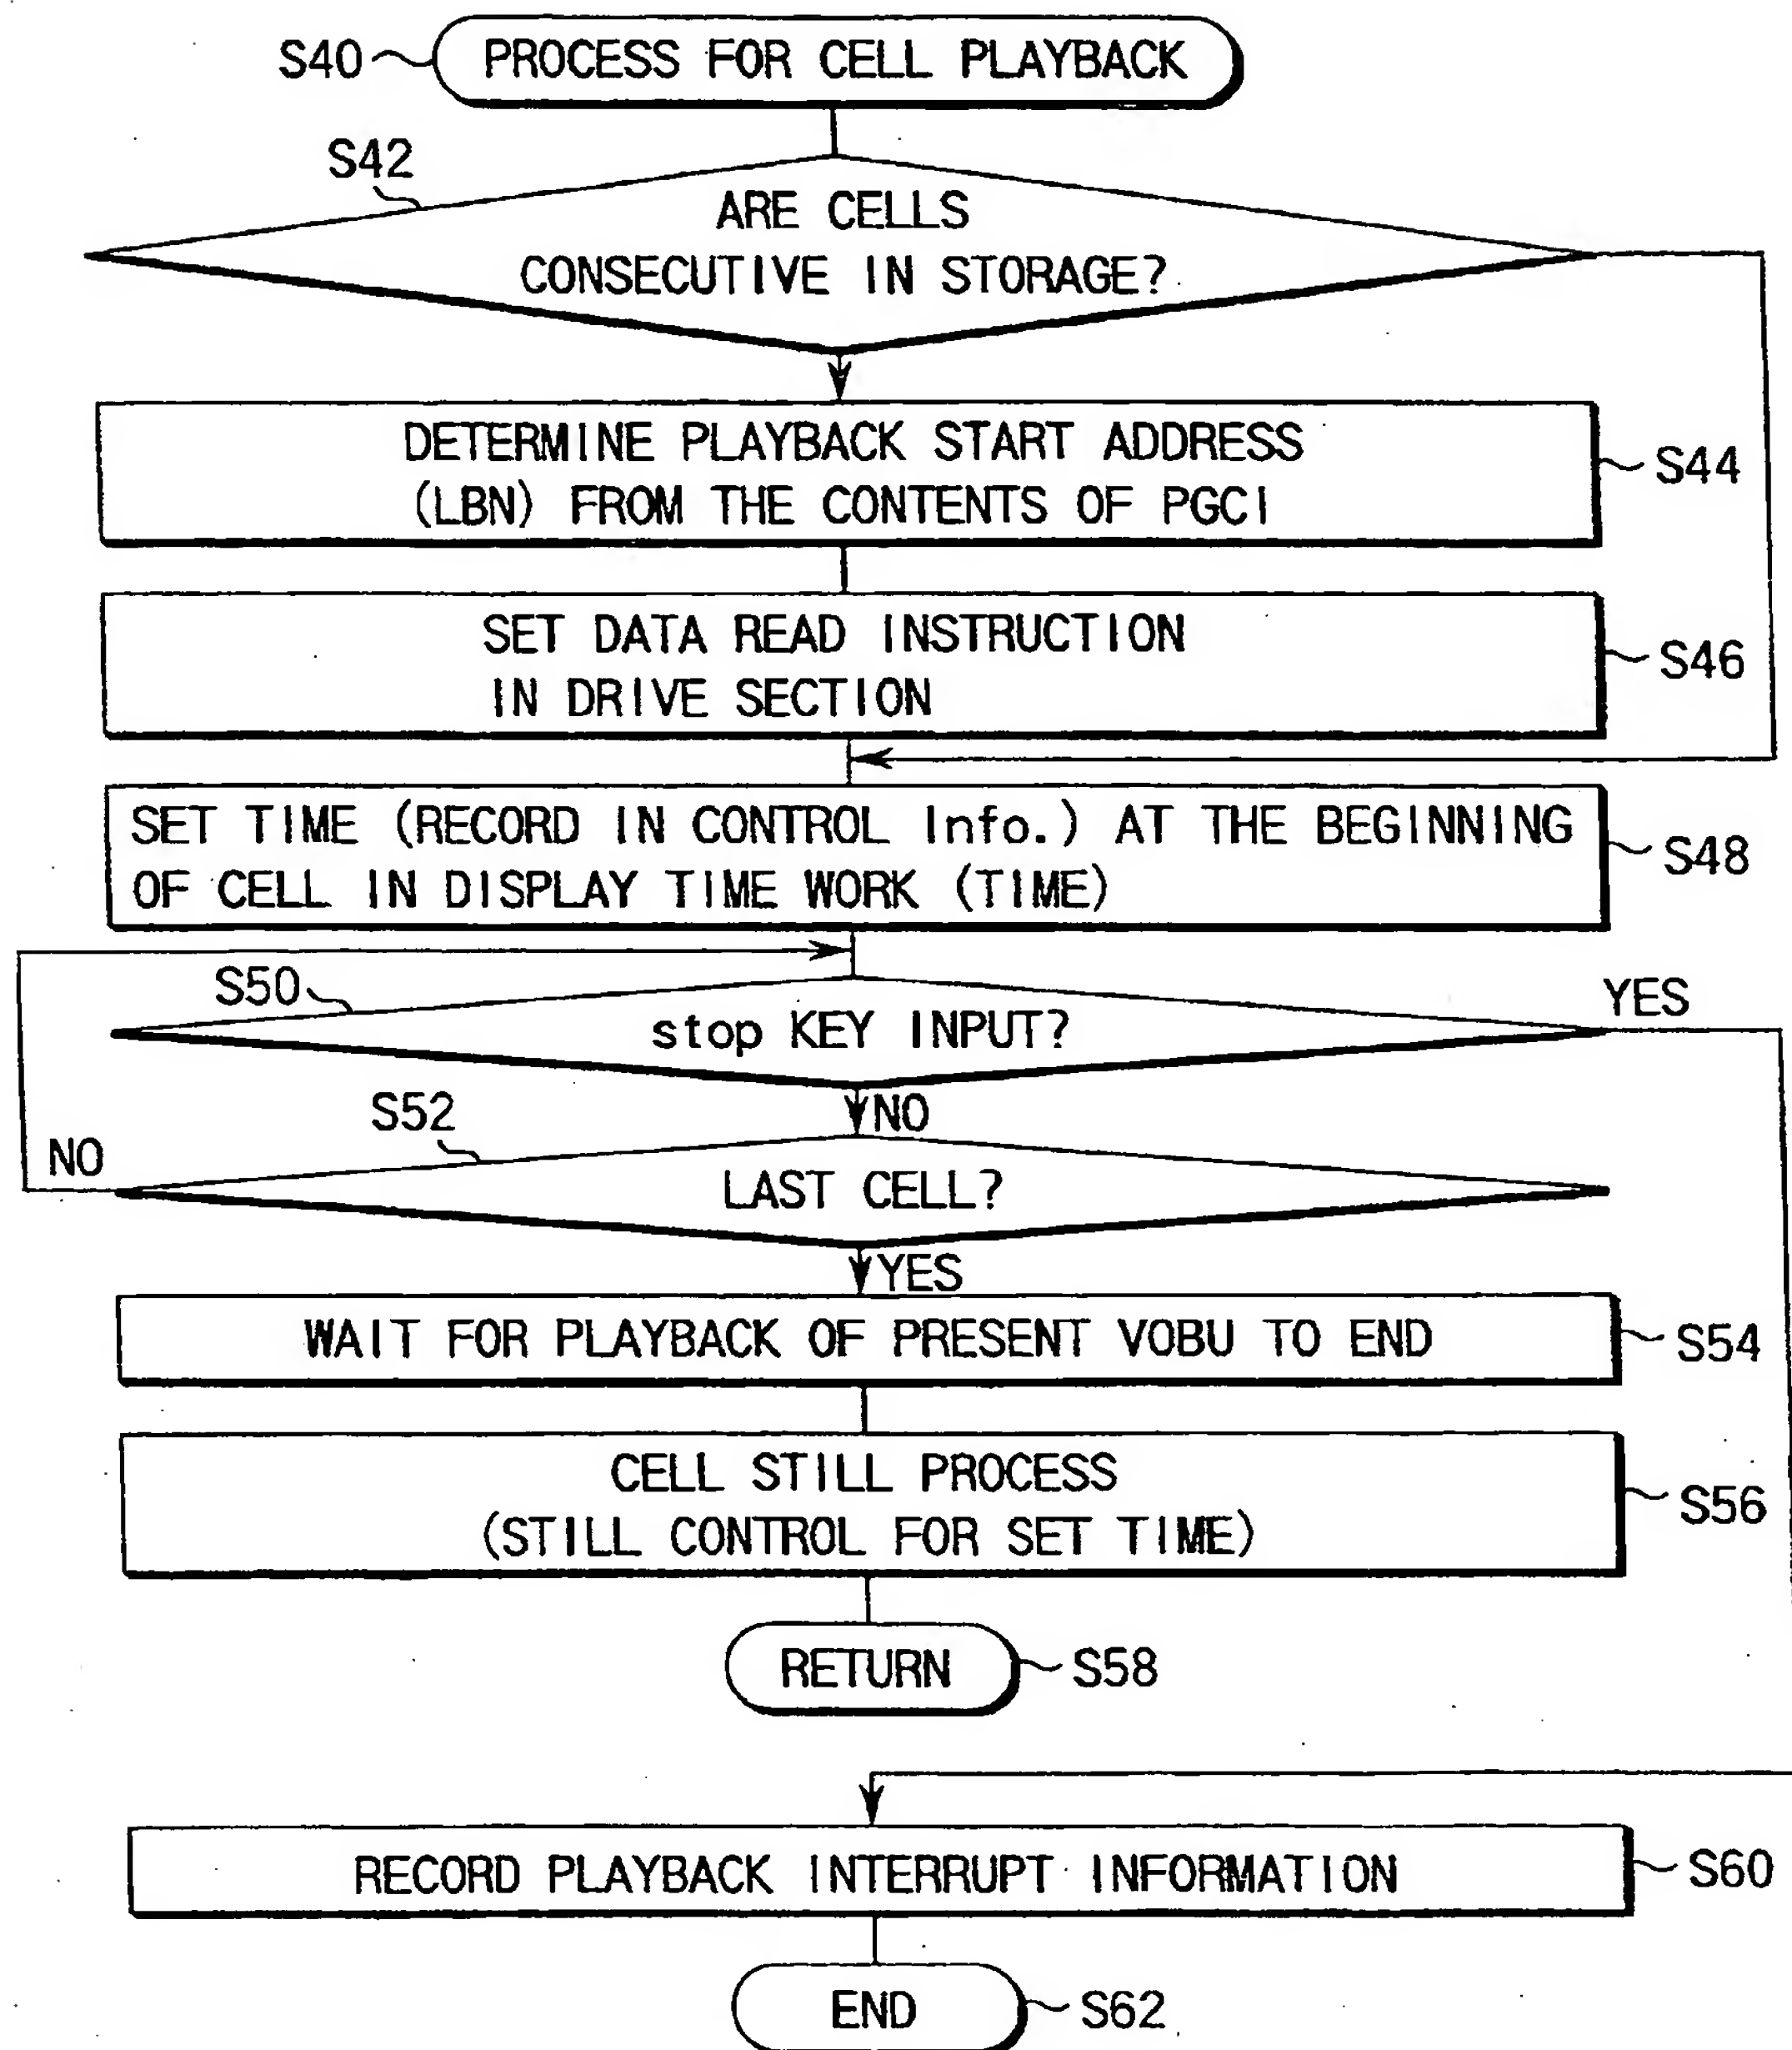 S40
PROCESS FOR CELL PLAYBACK
S42
ARE CELLS
CONSECUTIVE IN STORAGE?
DETERMINE PLAYBACK START ADDRESS
(LBN) FROM THE CONTENTS OF PGCI
S44
SET DATA READ INSTRUCTION
IN DRIVE SECTION
S46
SET TIME (RECORD IN CONTROL Info.) AT THE BEGINNING
OF CELL IN DISPLAY TIME WORK (TIME)
S48
S50
stop KEY INPUT?
YES
NO
S52
NO
LAST CELL?
YES
WAIT FOR PLAYBACK OF PRESENT VOBU TO END
S54
CELL STILL PROCESS
(STILL CONTROL FOR SET TIME)
S56
RETURN
S58
RECORD PLAYBACK INTERRUPT INFORMATION
S60
END
S62